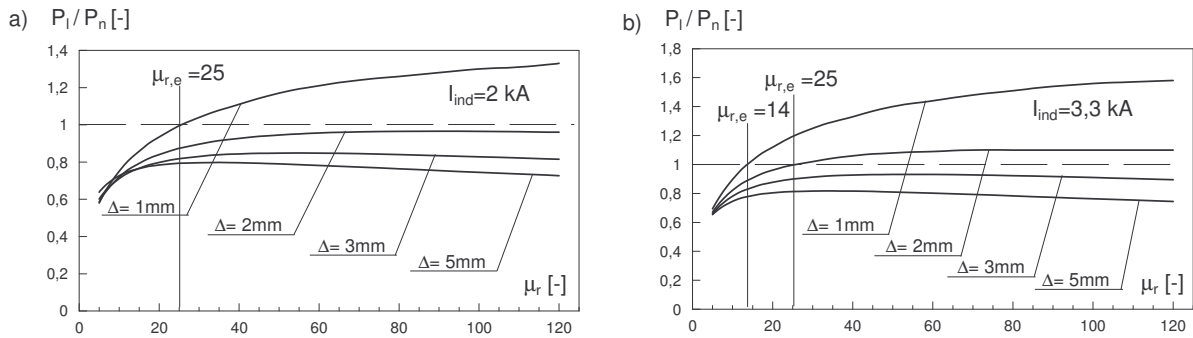 a) P_l / P_n [-]
1,4
1,2
1
0,8
0,6
0,4
0,2
0
μ_r,e =25
I_ind=2 kA
Δ= 1mm
Δ= 2mm
Δ= 3mm
Δ= 5mm
μ_r [-]
0 20 40 60 80 100 120
b) P_l / P_n [-]
1,8
1,6
1,4
1,2
1
0,8
0,6
0,4
0,2
0
μ_r,e =25
μ_r,e =14
I_ind=3,3 kA
Δ= 1mm
Δ= 2mm
Δ= 3mm
Δ= 5mm
μ_r [-]
0 20 40 60 80 100 120